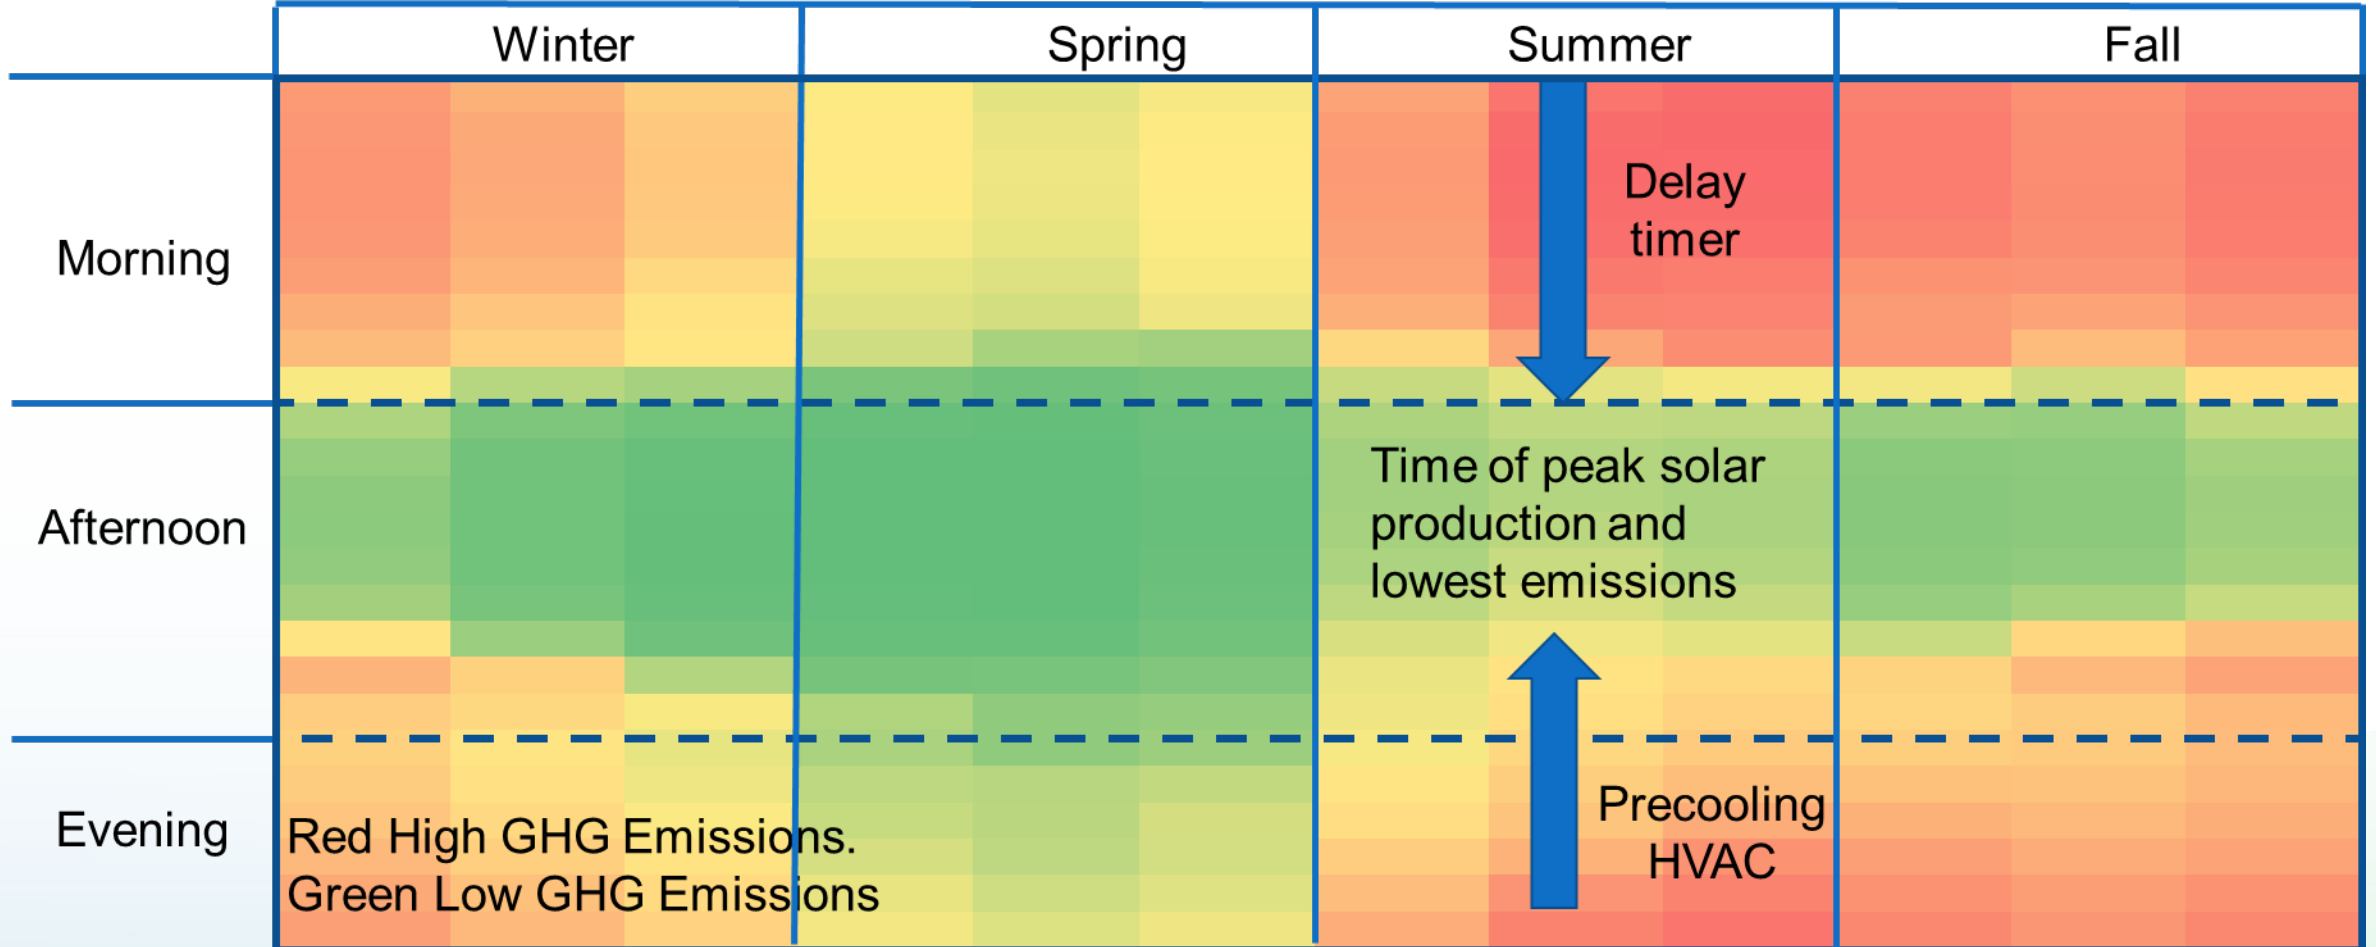 Winter
Spring
Summer
Fall
Morning
Delay
timer
Afternoon
Time of peak solar
production and
lowest emissions
Evening
Red High GHG Emissions.
Green Low GHG Emissions
Precooling
HVAC